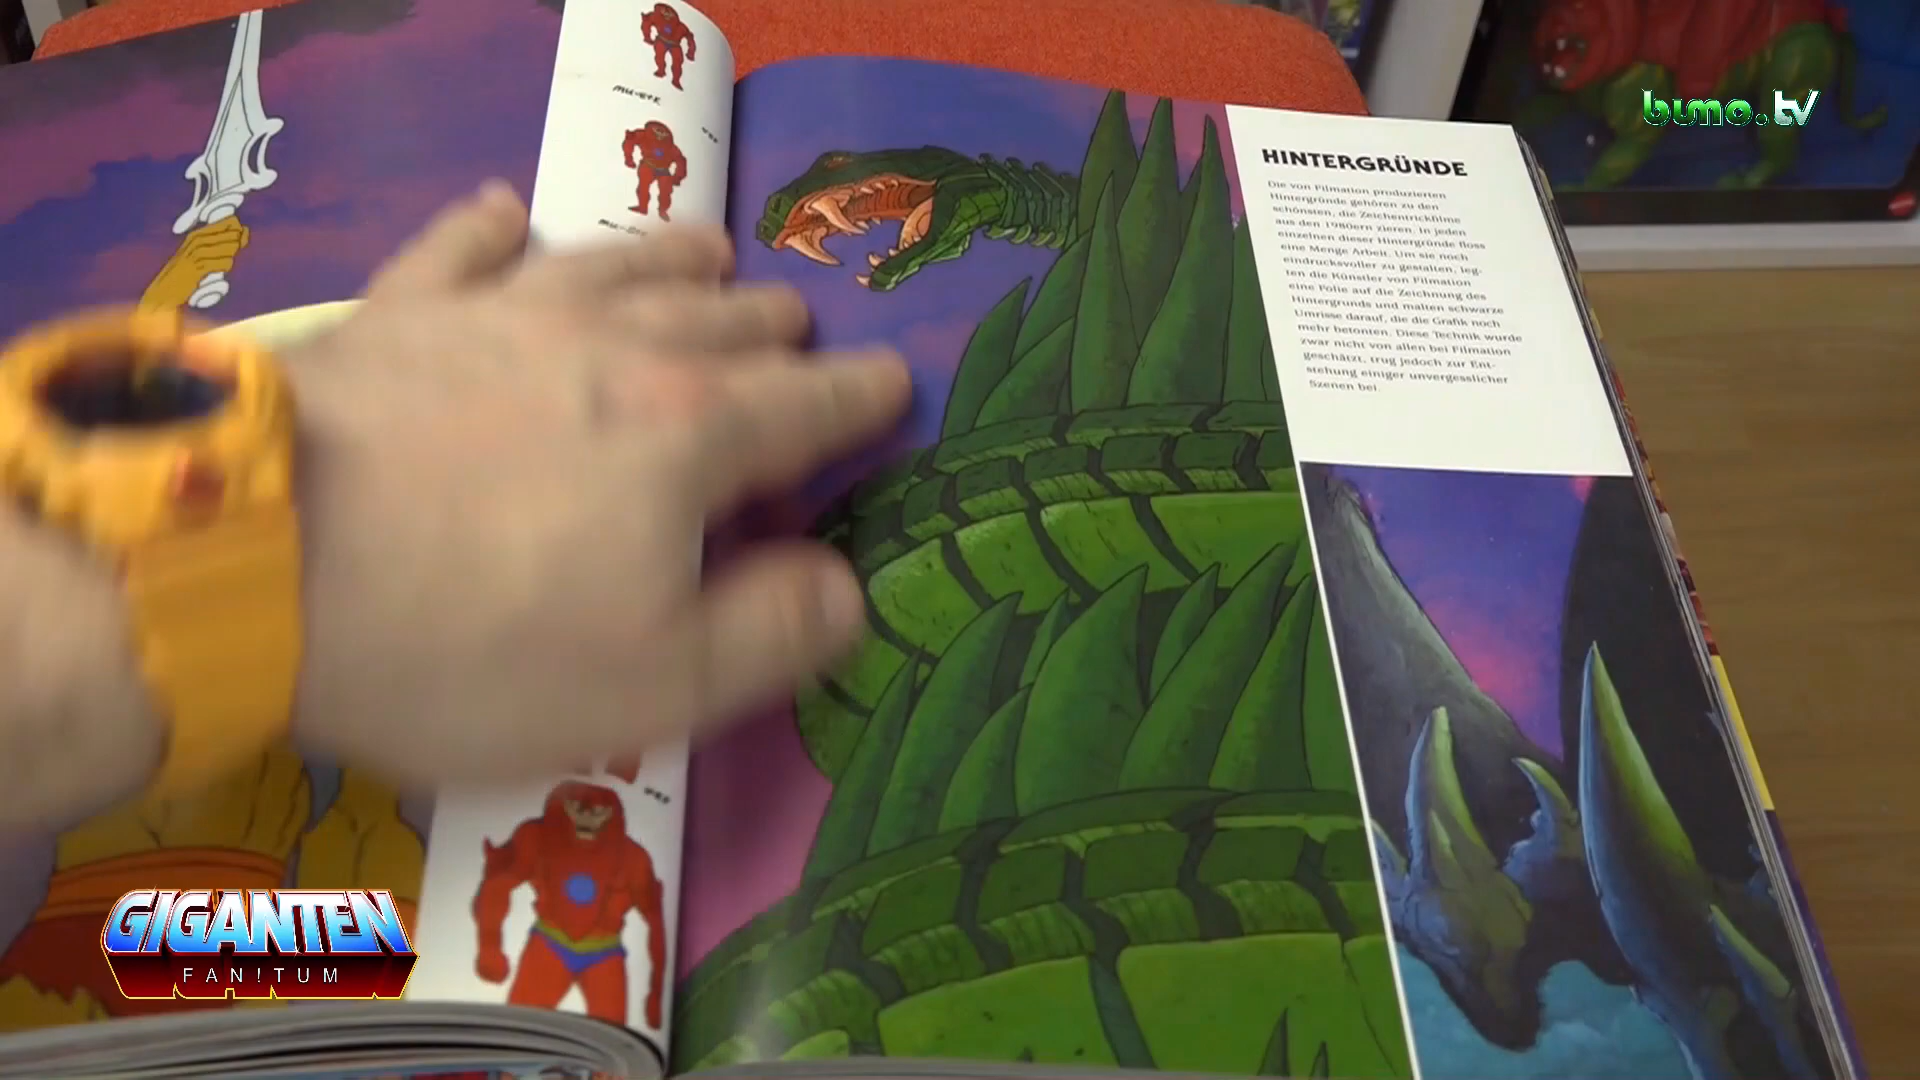 bumo.tv
HINTERGRÜNDE
Die von Filmation produzierten
Hintergründe gehören zu den
schönsten, die Zeichentrickfilme
aus den 1980ern zieren. In jeden
einzelnen dieser Hintergründe floss
eine Menge Arbeit. Um sie noch
eindrucksvoller zu gestalten, leg-
ten die Künstler von Filmation
eine Folie auf die Zeichnung des
Hintergrunds und malten schwarze
Umrisse darauf, die die Grafik noch
mehr betonten. Diese Technik wurde
zwar nicht von allen bei Filmation
geschätzt, trug jedoch zur Ent-
stehung einiger unvergesslicher
Szenen bei.
GIGANTEN
FAN!TUM